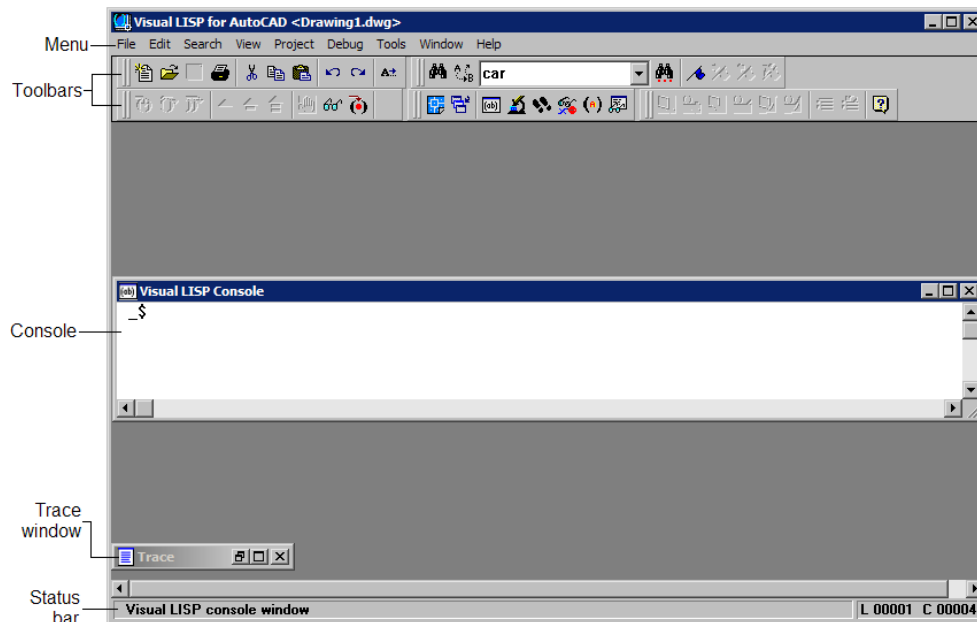 Visual LISP for AutoCAD <Drawing1.dwg>
Menu
File Edit Search View Project Debug Tools Window Help
Toolbars
car
Visual LISP Console
_$
Console
Trace
window
Trace
Status
bar
Visual LISP console window
L 00001 C 00004